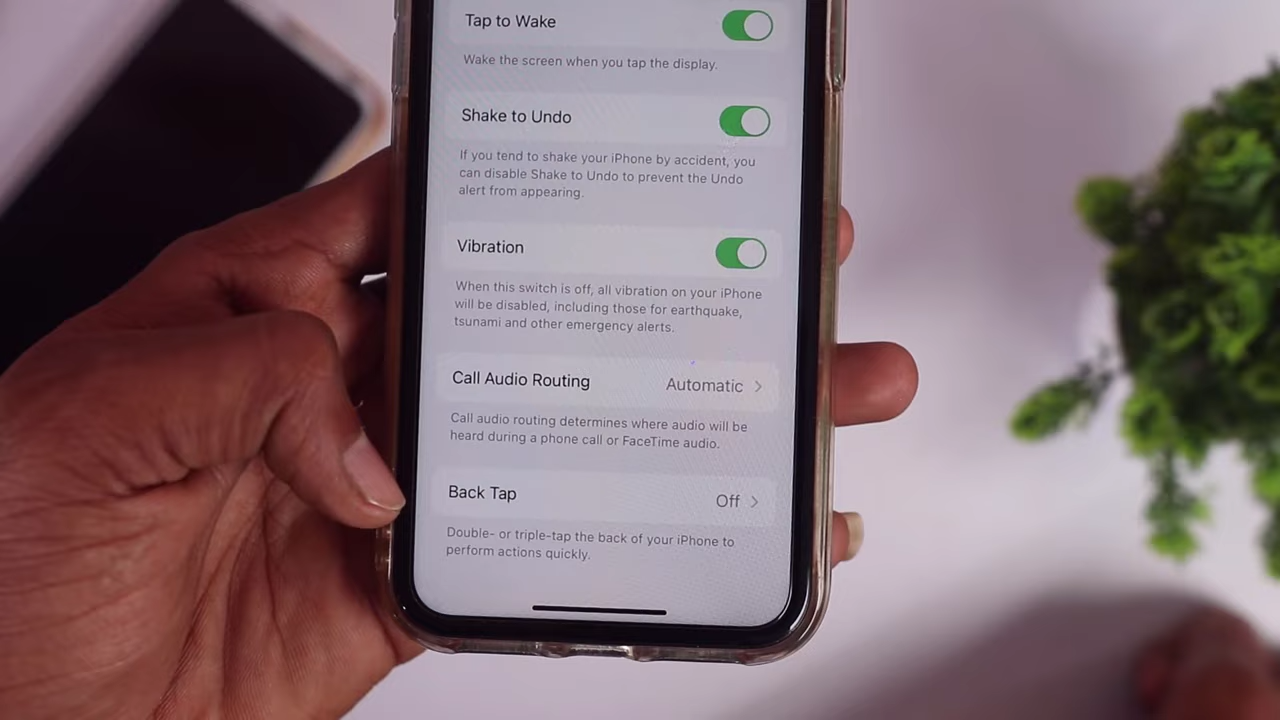 Tap to Wake
Wake the screen when you tap the display.
Shake to Undo
If you tend to shake your iPhone by accident, you
can disable Shake to Undo to prevent the Undo
alert from appearing.
Vibration
When this switch is off, all vibration on your iPhone
will be disabled, including those for earthquake,
tsunami and other emergency alerts.
Call Audio Routing Automatic
Call audio routing determines where audio will be
heard during a phone call or FaceTime audio.
Back Tap Off
Double- or triple-tap the back of your iPhone to
perform actions quickly.